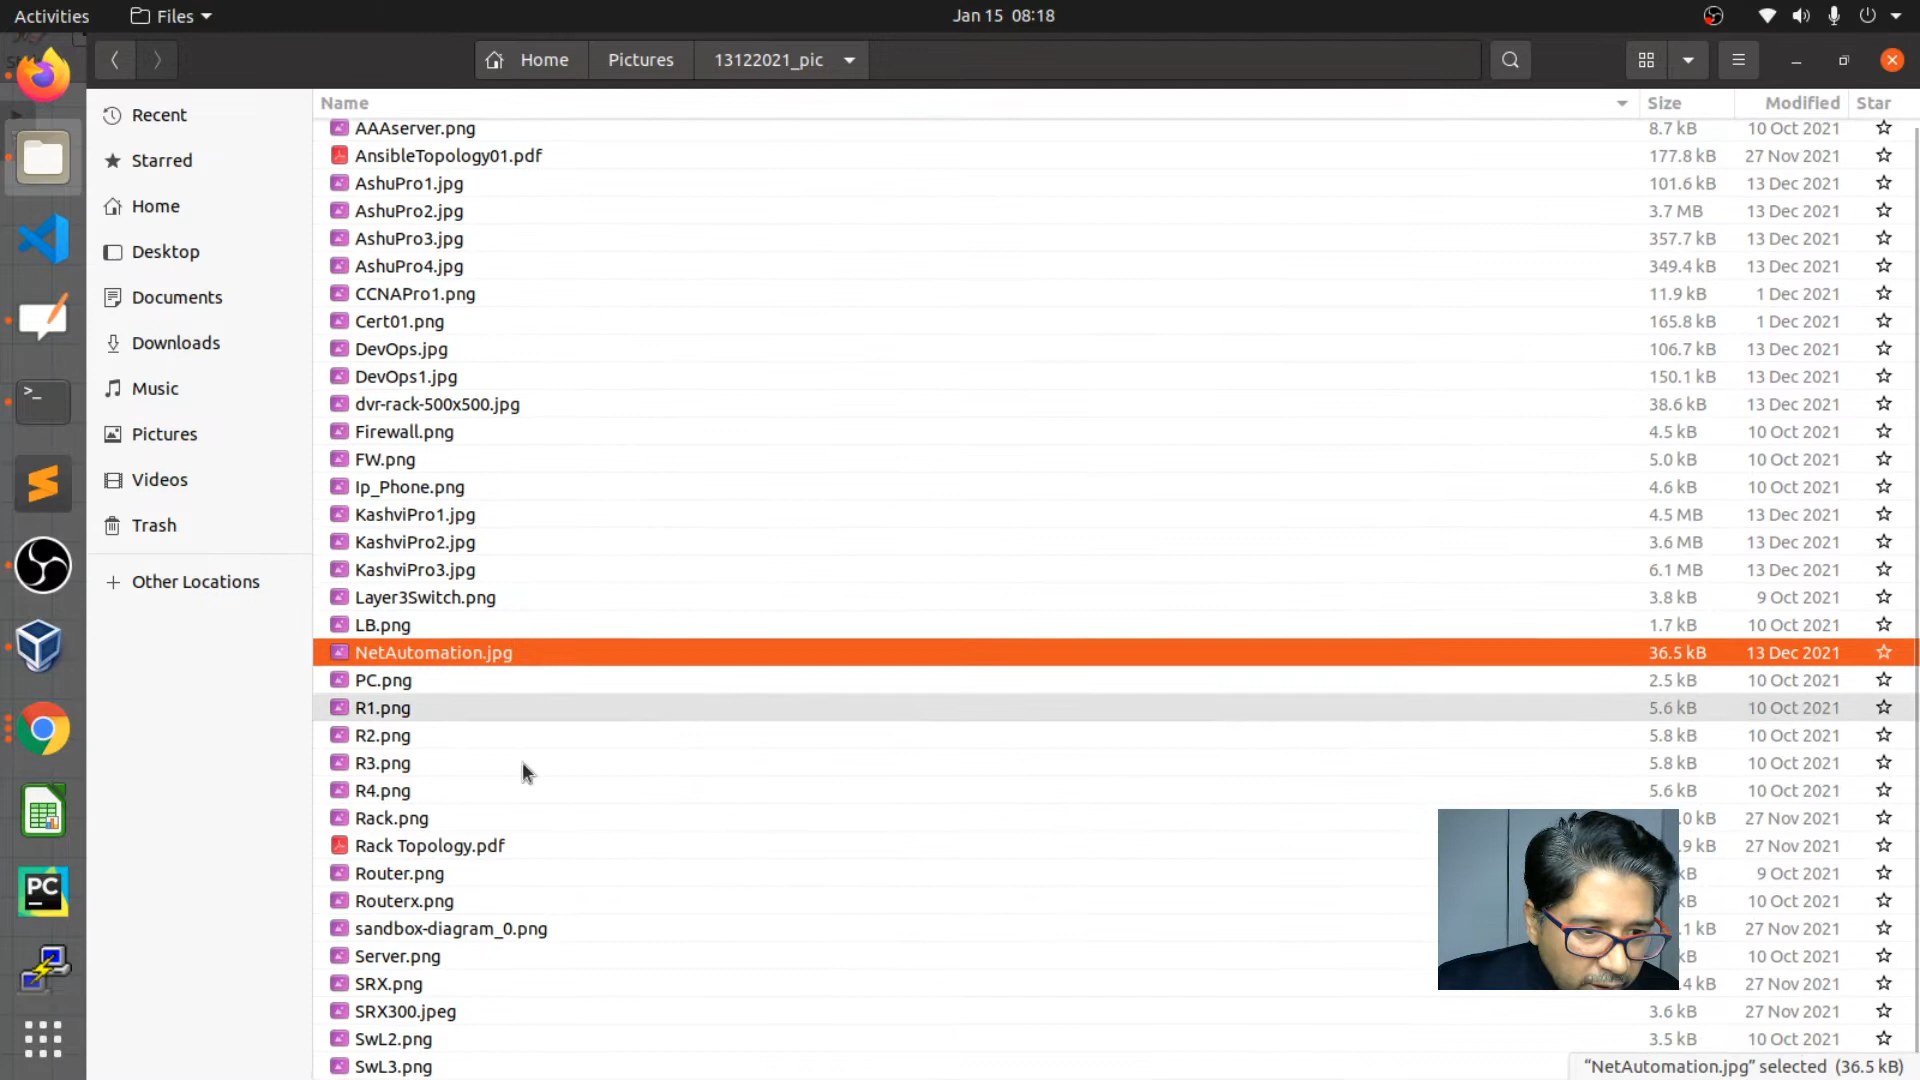 Activities Files Jan 15 08:18
Home Pictures 13122021_pic
Name Size Modified Star
Recent
Starred
Home
Desktop
Documents
Downloads
Music
Pictures
Videos
Trash
Other Locations
AAAserver.png 8.7 kB 10 Oct 2021
AnsibleTopology01.pdf 177.8 kB 27 Nov 2021
AshuPro1.jpg 101.6 kB 13 Dec 2021
AshuPro2.jpg 3.7 MB 13 Dec 2021
AshuPro3.jpg 357.7 kB 13 Dec 2021
AshuPro4.jpg 349.4 kB 13 Dec 2021
CCNAPro1.png 11.9 kB 1 Dec 2021
Cert01.png 165.8 kB 1 Dec 2021
DevOps.jpg 106.7 kB 13 Dec 2021
DevOps1.jpg 150.1 kB 13 Dec 2021
dvr-rack-500x500.jpg 38.6 kB 13 Dec 2021
Firewall.png 4.5 kB 10 Oct 2021
FW.png 5.0 kB 10 Oct 2021
Ip_Phone.png 4.6 kB 10 Oct 2021
KashviPro1.jpg 4.5 MB 13 Dec 2021
KashviPro2.jpg 3.6 MB 13 Dec 2021
KashviPro3.jpg 6.1 MB 13 Dec 2021
Layer3Switch.png 3.8 kB 9 Oct 2021
LB.png 1.7 kB 10 Oct 2021
NetAutomation.jpg 36.5 kB 13 Dec 2021
PC.png 2.5 kB 10 Oct 2021
R1.png 5.6 kB 10 Oct 2021
R2.png 5.8 kB 10 Oct 2021
R3.png 5.8 kB 10 Oct 2021
R4.png 5.6 kB 10 Oct 2021
Rack.png .0 kB 27 Nov 2021
Rack Topology.pdf .9 kB 27 Nov 2021
Router.png kB 9 Oct 2021
Routerx.png kB 10 Oct 2021
sandbox-diagram_0.png .1 kB 27 Nov 2021
Server.png kB 10 Oct 2021
SRX.png .4 kB 27 Nov 2021
SRX300.jpeg 3.6 kB 27 Nov 2021
SwL2.png 3.5 kB 10 Oct 2021
SwL3.png
"NetAutomation.jpg" selected (36.5 kB)
>_
PC